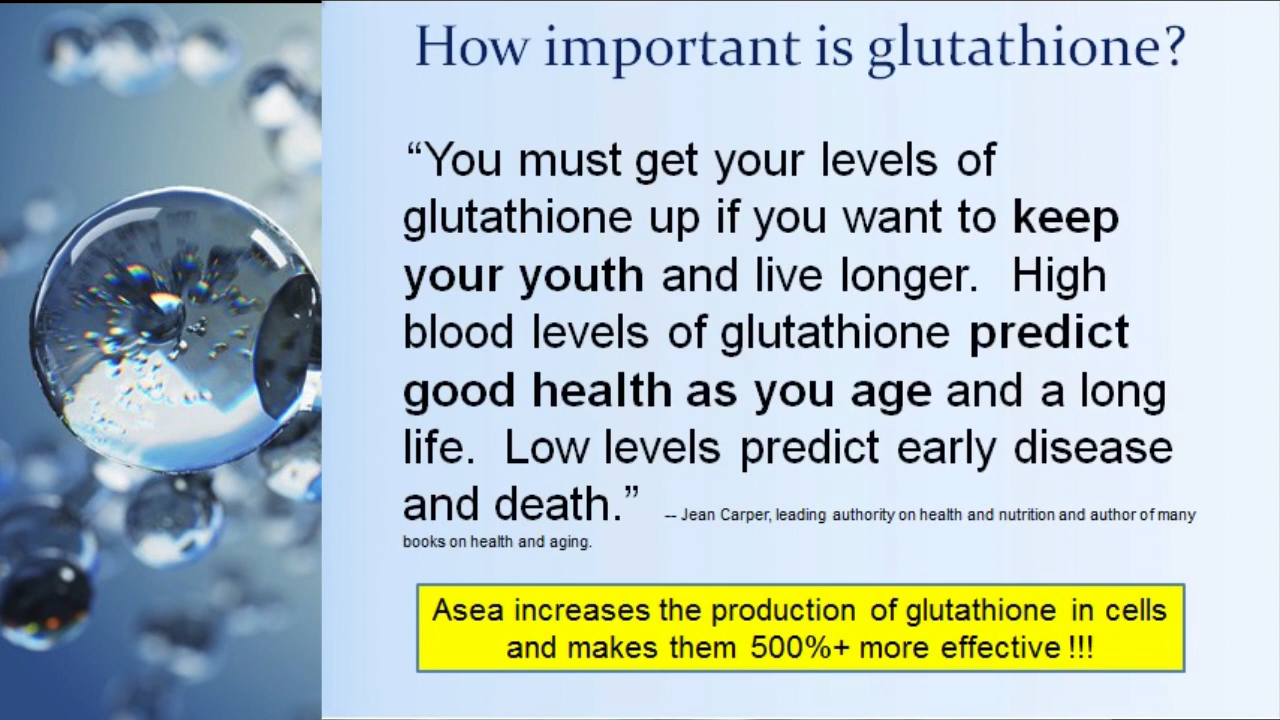 How important is glutathione?
“You must get your levels of
glutathione up if you want to keep
your youth and live longer.  High
blood levels of glutathione predict
good health as you age and a long
life.  Low levels predict early disease
and death.”  -- Jean Carper, leading authority on health and nutrition and author of many
books on health and aging.
Asea increases the production of glutathione in cells
and makes them 500%+ more effective !!!